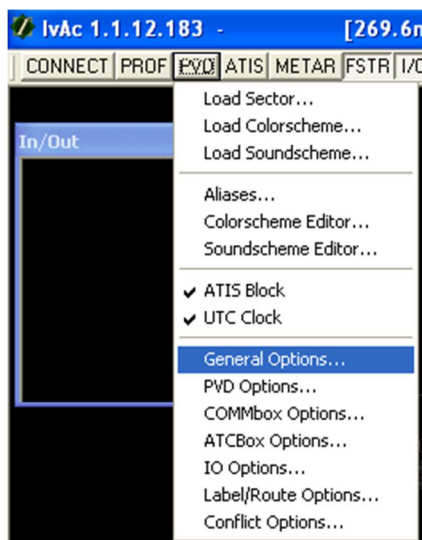 IvAc 1.1.12.183 - [269.6n
CONNECT PROF PVD ATIS METAR FSTR I/O
Load Sector...
Load Colorscheme...
Load Soundscheme...
In/Out
Aliases...
Colorscheme Editor...
Soundscheme Editor...
ATIS Block
UTC Clock
General Options...
PVD Options...
COMMbox Options...
ATCBox Options...
IO Options...
Label/Route Options...
Conflict Options...